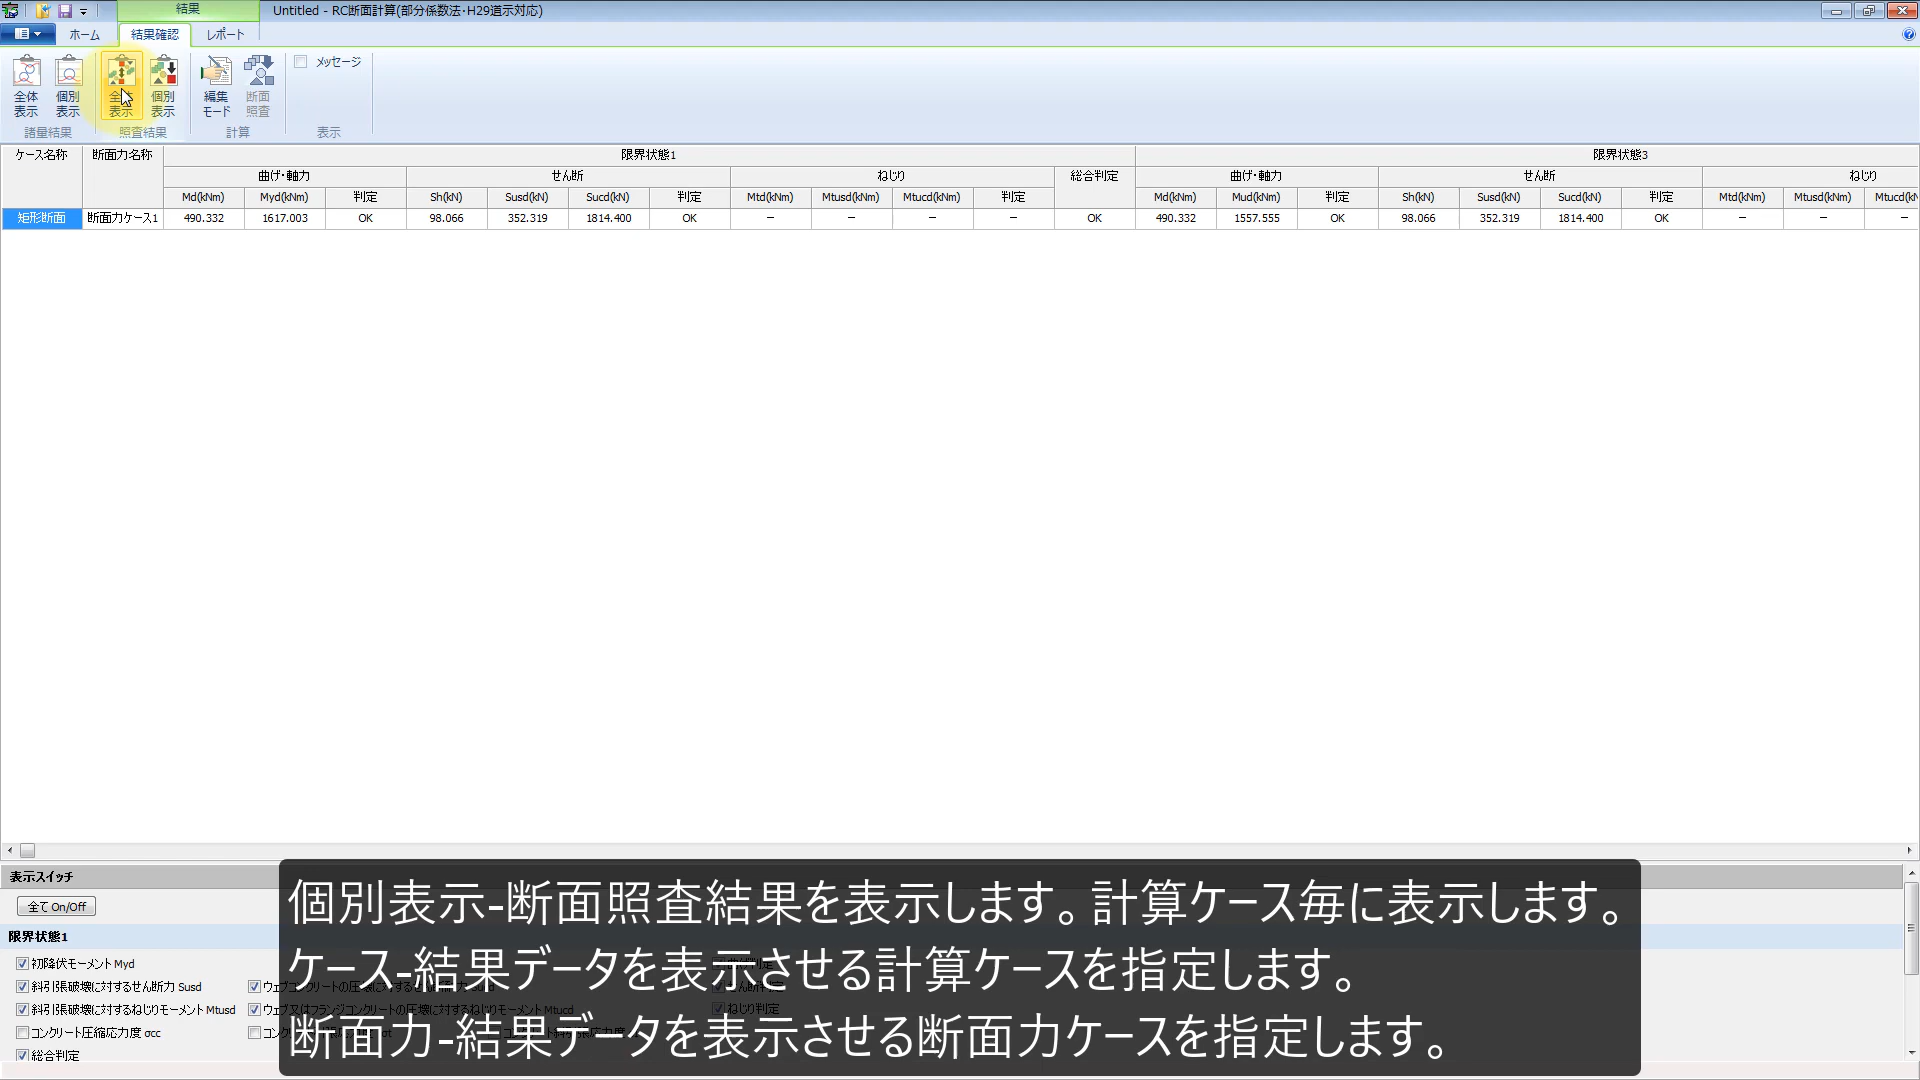 結果
Untitled - RC断面計算(部分係数法・H29道示対応)
ホーム 結果確認 レポート
全体表示 個別表示 全体表示 個別表示 編集モード 断面照査 メッセージ
諸量結果 照査結果 計算 表示
ケース名称 断面力名称 限界状態1 限界状態3
曲げ・軸力 せん断 ねじり 総合判定 曲げ・軸力 せん断 ねじり
Md(kNm) Myd(kNm) 判定 Sh(kN) Susd(kN) Sucd(kN) 判定 Mtd(kNm) Mtusd(kNm) Mtucd(kNm) 判定 Md(kNm) Mud(kNm) 判定 Sh(kN) Susd(kN) Sucd(kN) 判定 Mtd(kNm) Mtusd(kNm) Mtucd(kN
矩形断面 断面力ケース1 490.332 1617.003 OK 98.066 352.319 1814.400 OK － － － － OK 490.332 1557.555 OK 98.066 352.319 1814.400 OK － － －
表示スイッチ
全て On/Off
限界状態1
初降伏モーメント Myd
斜引張破壊に対するせん断力 Susd
斜引張破壊に対するねじりモーメント Mtusd
コンクリート圧縮応力度 σcc
総合判定
個別表示-断面照査結果を表示します。計算ケース毎に表示します。
ケース-結果データを表示させる計算ケースを指定します。
断面力-結果データを表示させる断面力ケースを指定します。